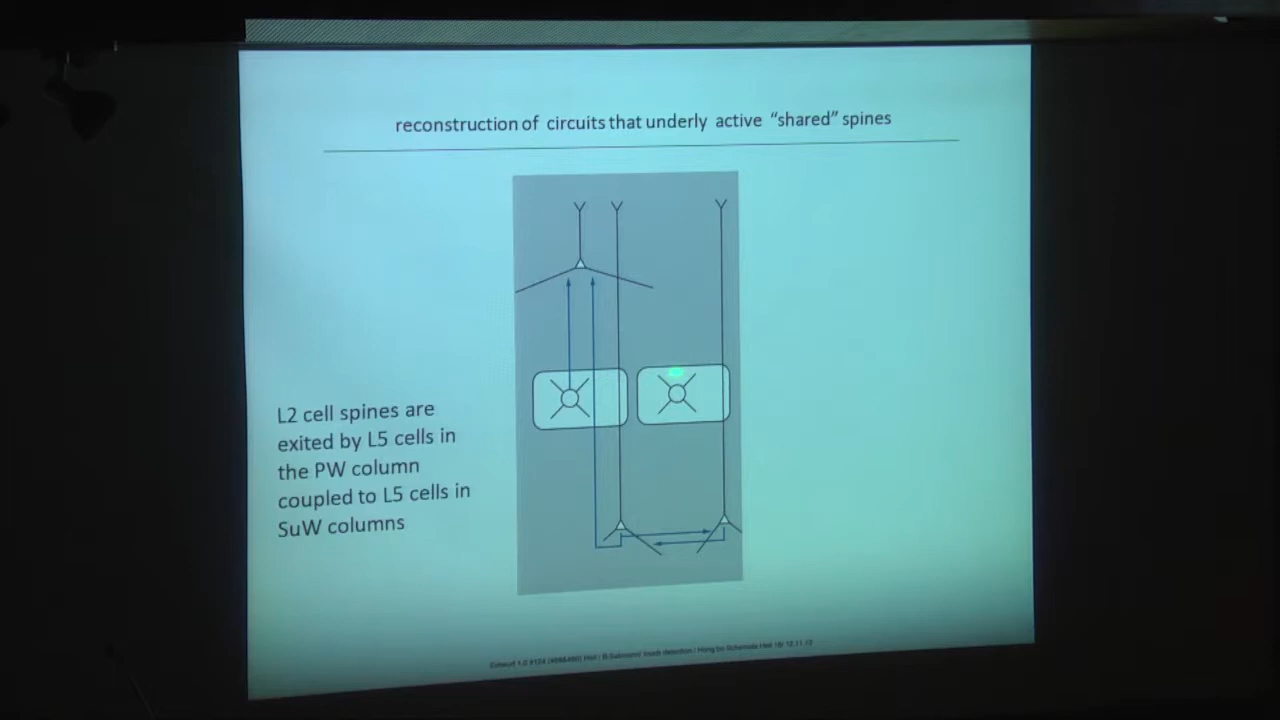 reconstruction of circuits that underly active “shared” spines
L2 cell spines are
exited by L5 cells in
the PW column
coupled to L5 cells in
SuW columns